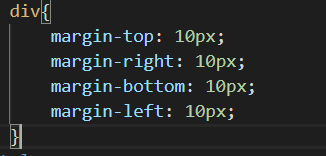 div{
    margin-top: 10px;
    margin-right: 10px;
    margin-bottom: 10px;
    margin-left: 10px;
}